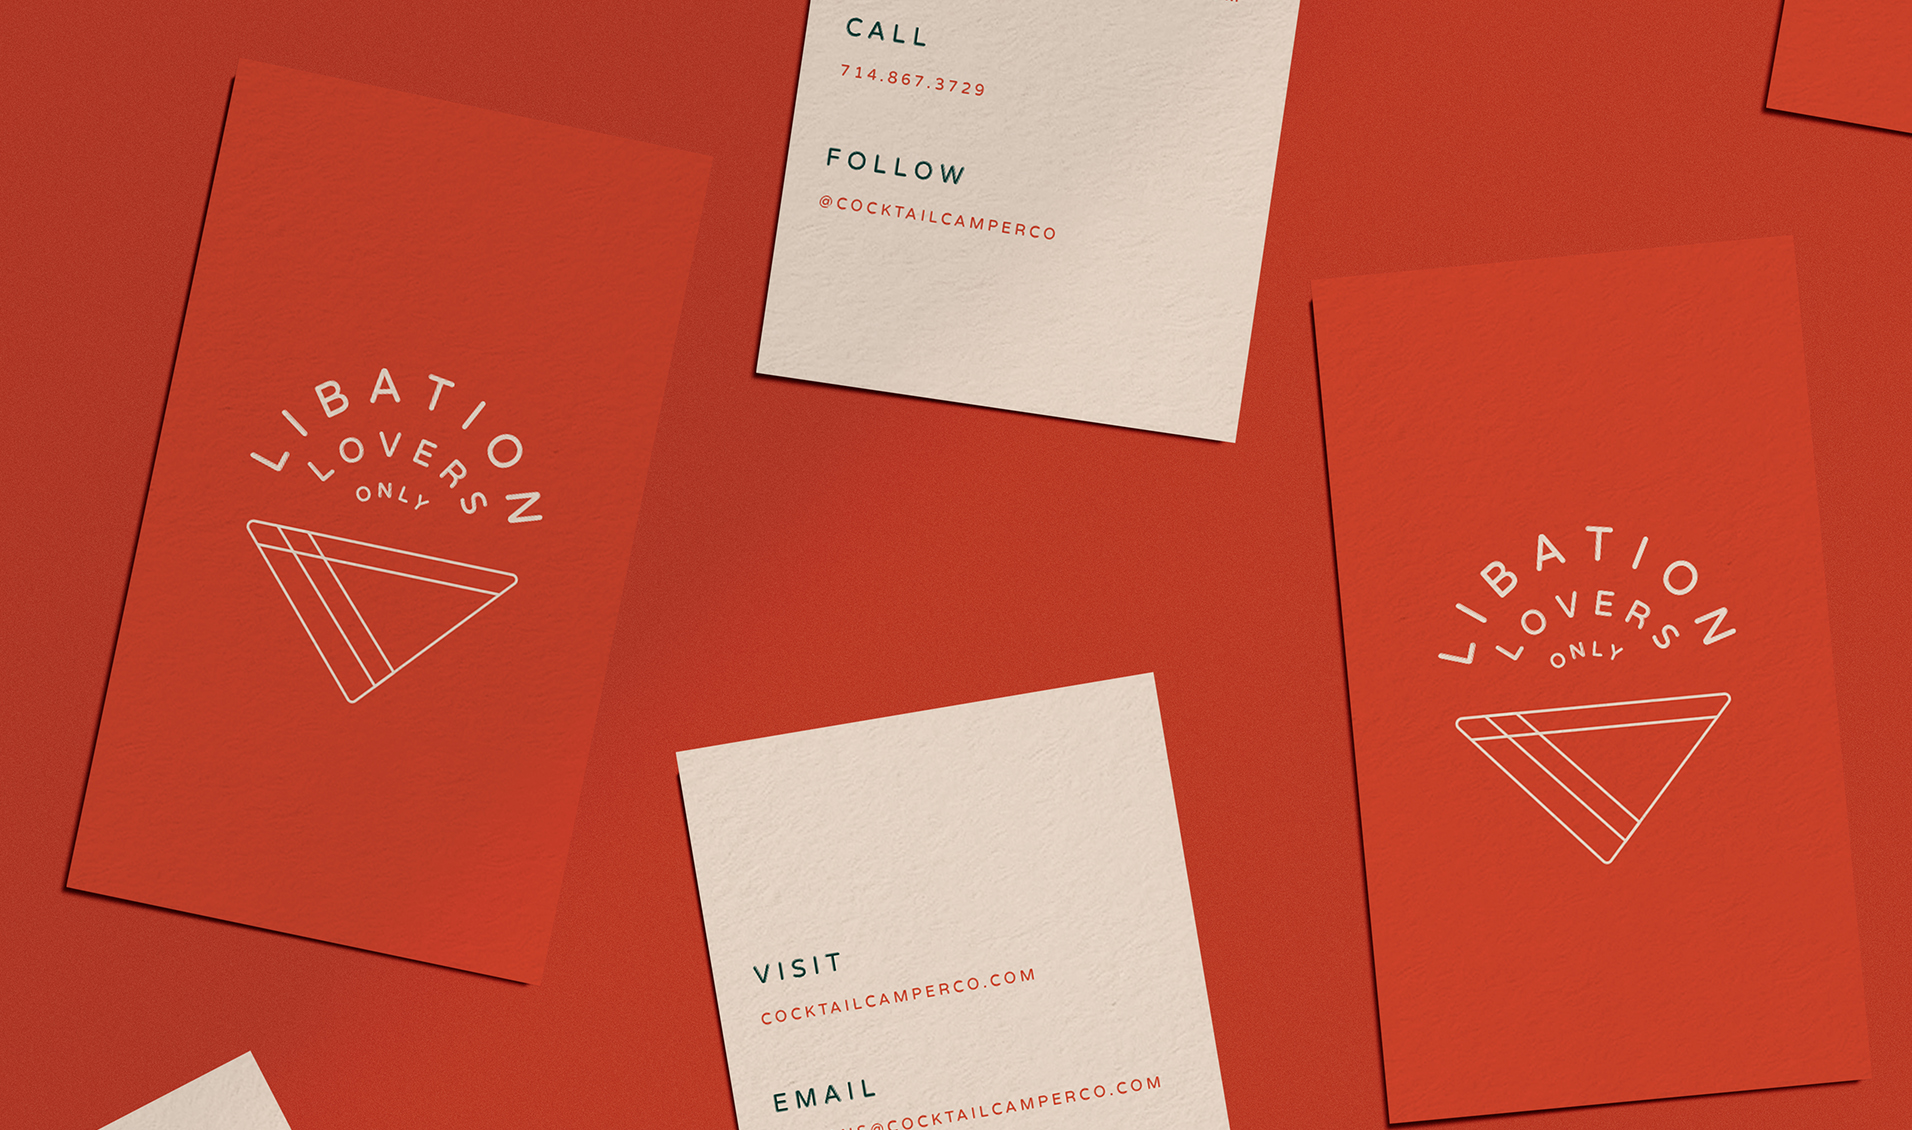 CALL
714.867.3729
FOLLOW
@COCKTAILCAMPERCO
LIBATION
LOVERS
ONLY
LIBATION
LOVERS
ONLY
VISIT
COCKTAILCAMPERCO.COM
EMAIL
@COCKTAILCAMPERCO.COM